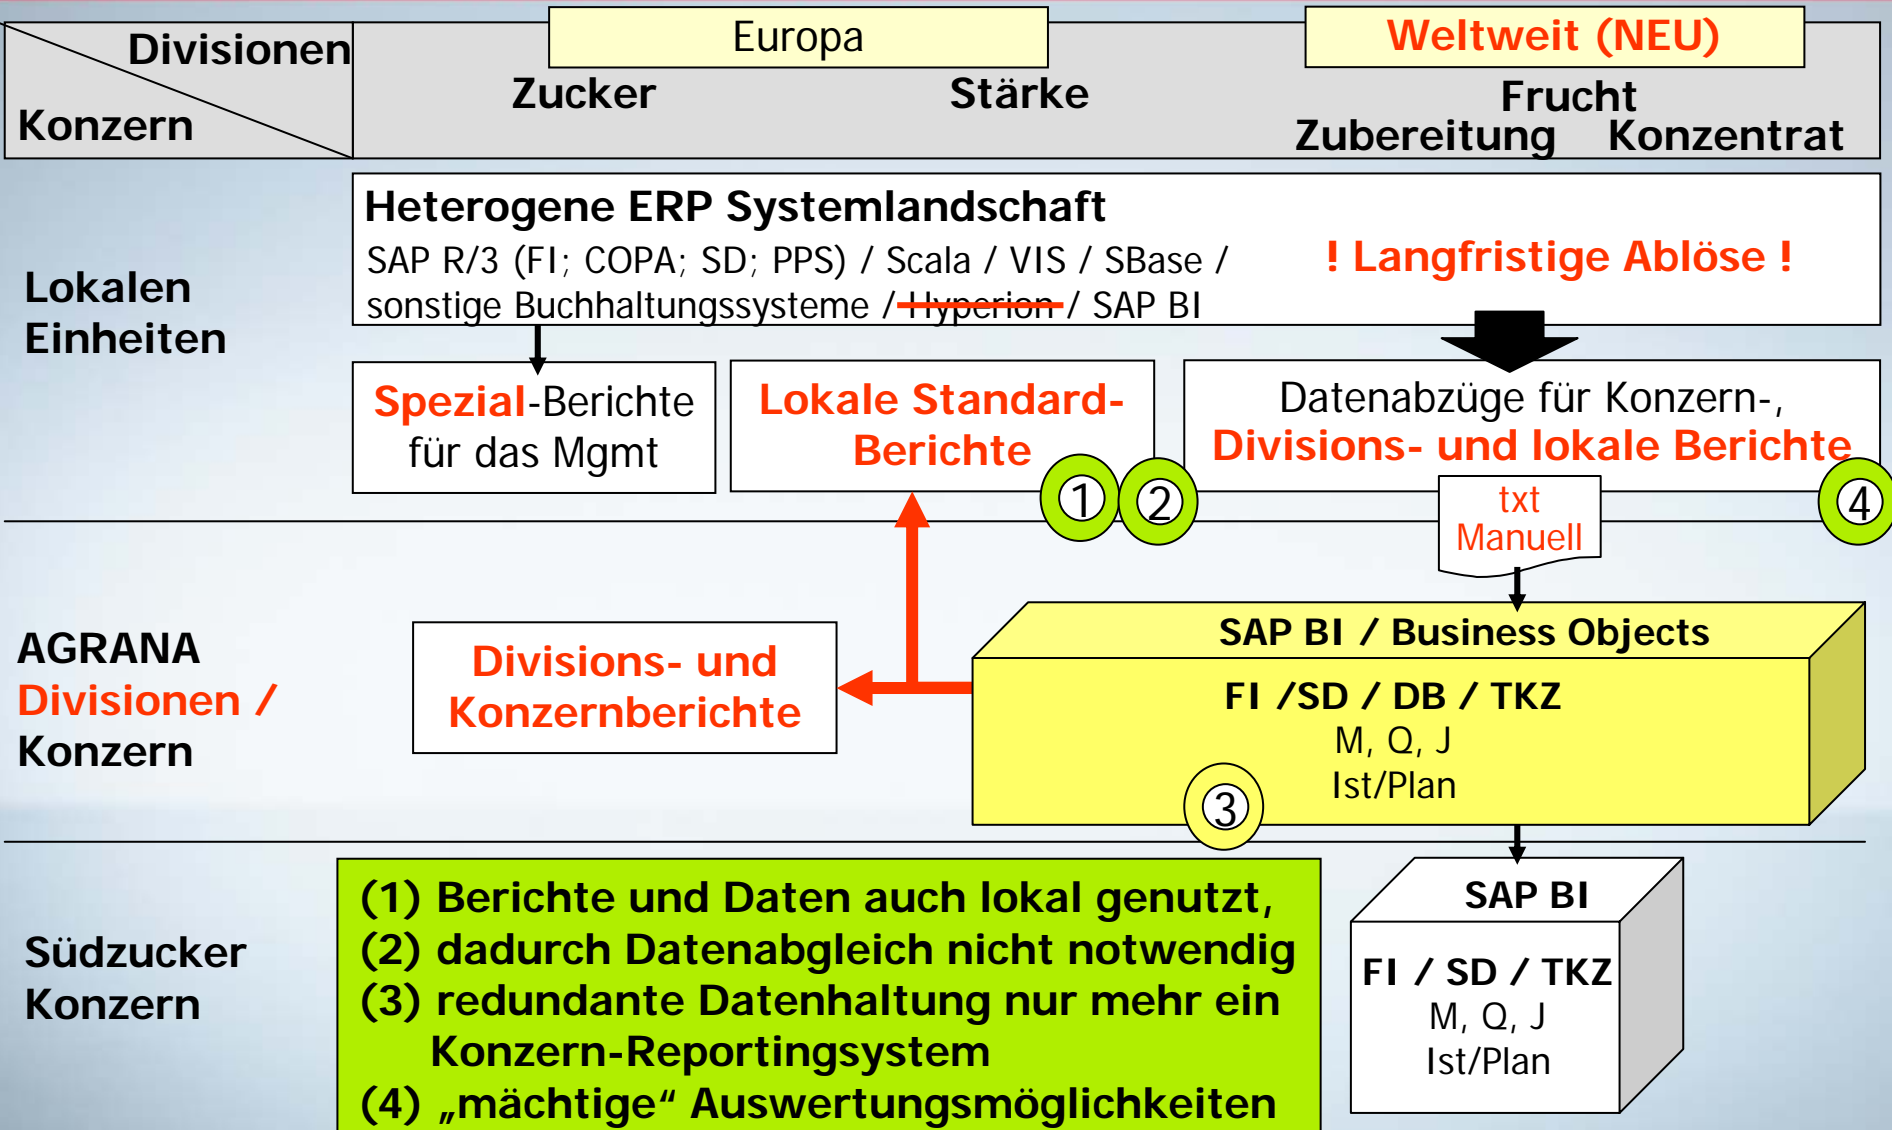 Divisionen
Konzern
Europa
Weltweit (NEU)
Zucker
Stärke
Frucht
Zubereitung Konzentrat
Lokalen
Einheiten
Heterogene ERP Systemlandschaft
SAP R/3 (FI; COPA; SD; PPS) / Scala / VIS / SBase /
sonstige Buchhaltungssysteme / Hyperion / SAP BI
! Langfristige Ablöse !
Spezial-Berichte
für das Mgmt
Lokale Standard-
Berichte
1
2
Datenabzüge für Konzern-,
Divisions- und lokale Berichte
4
txt
Manuell
AGRANA
Divisionen /
Konzern
Divisions- und
Konzernberichte
SAP BI / Business Objects
FI /SD / DB / TKZ
M, Q, J
Ist/Plan
3
Südzucker
Konzern
(1) Berichte und Daten auch lokal genutzt,
(2) dadurch Datenabgleich nicht notwendig
(3) redundante Datenhaltung nur mehr ein
Konzern-Reportingsystem
(4) „mächtige“ Auswertungsmöglichkeiten
SAP BI
FI / SD / TKZ
M, Q, J
Ist/Plan